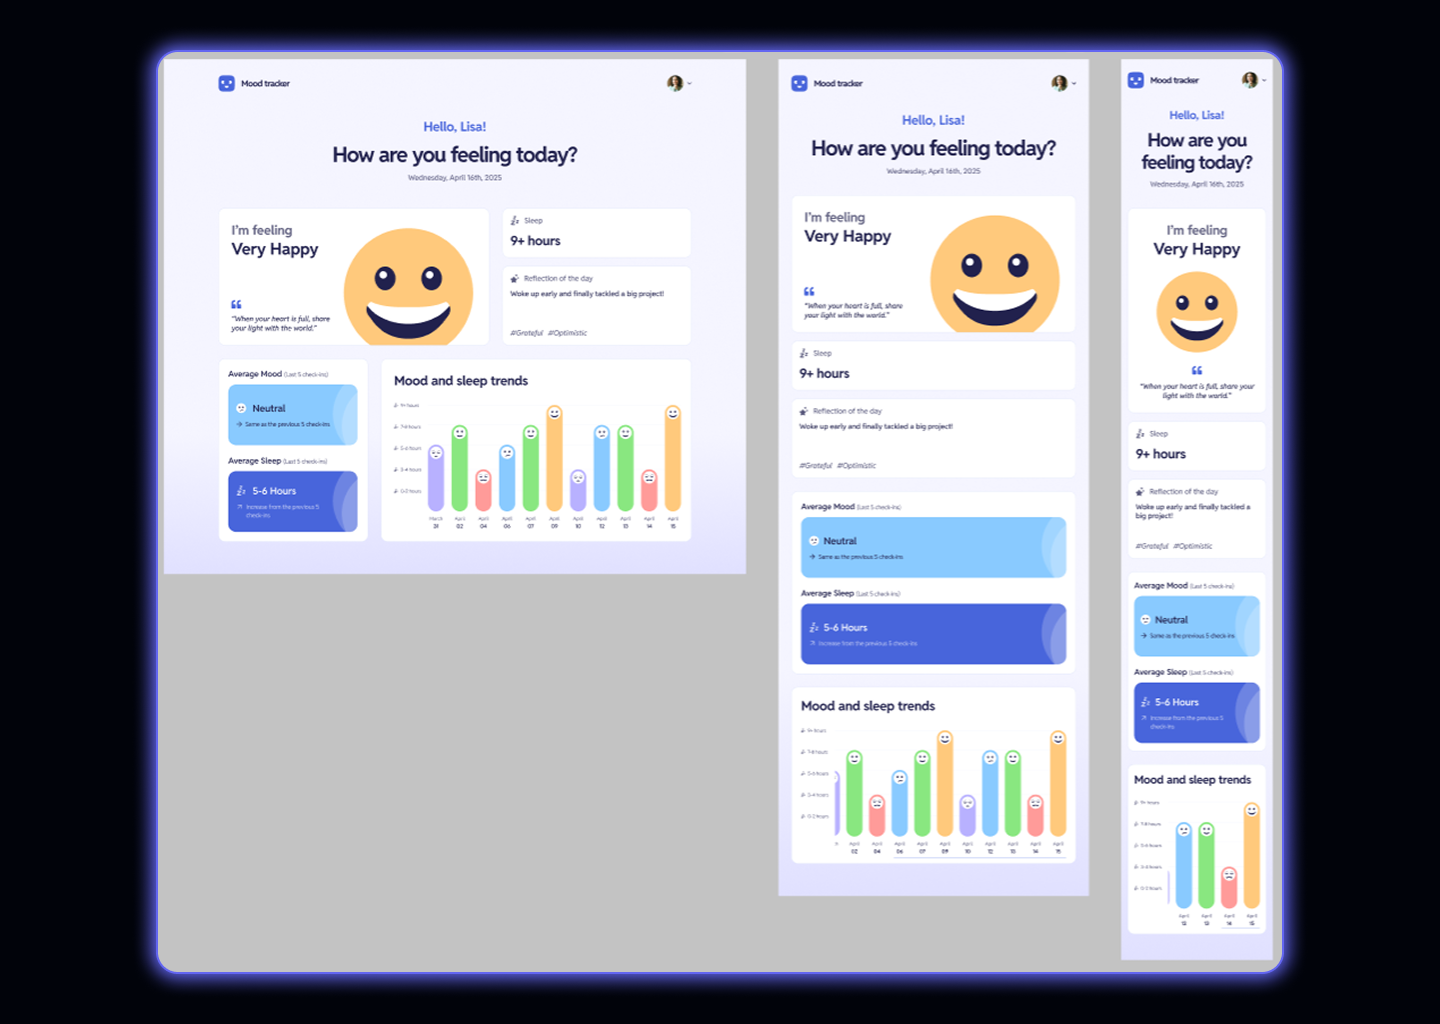 Mood tracker
Hello, Lisa!
How are you feeling today?
Wednesday, April 16th, 2025
I'm feeling
Very Happy
"When your heart is full, share
your light with the world."
Sleep
9+ hours
Reflection of the day
Woke up early and finally tackled a big project!
#Grateful #Optimistic
Average Mood (Last 5 check-ins)
Neutral
Same as the previous 5 check-ins
Average Sleep (Last 5 check-ins)
5-6 Hours
Increase from the previous 5
check-ins
Mood and sleep trends
9+ hours
7-8 hours
5-6 hours
3-4 hours
0-2 hours
March April April April April April April April April April April
31 02 04 06 07 09 10 12 13 14 15
Mood tracker
Hello, Lisa!
How are you feeling today?
Wednesday, April 16th, 2025
I'm feeling
Very Happy
"When your heart is full, share
your light with the world."
Sleep
9+ hours
Reflection of the day
Woke up early and finally tackled a big project!
#Grateful #Optimistic
Average Mood (Last 5 check-ins)
Neutral
Same as the previous 5 check-ins
Average Sleep (Last 5 check-ins)
5-6 Hours
Increase from the previous 5 check-ins
Mood and sleep trends
9+ hours
7-8 hours
5-6 hours
3-4 hours
0-2 hours
April April April April April April April April April April
02 04 06 07 09 10 12 13 14 15
Mood tracker
Hello, Lisa!
How are you
feeling today?
Wednesday, April 16th, 2025
I'm feeling
Very Happy
"When your heart is full, share your
light with the world."
Sleep
9+ hours
Reflection of the day
Woke up early and finally tackled a
big project!
#Grateful #Optimistic
Average Mood (Last 5 check-ins)
Neutral
Same as the previous 5 check-ins
Average Sleep (Last 5 check-ins)
5-6 Hours
Increase from the previous 5
check-ins
Mood and sleep trends
9+ hours
7-8 hours
5-6 hours
3-4 hours
0-2 hours
April April April April
12 13 14 15